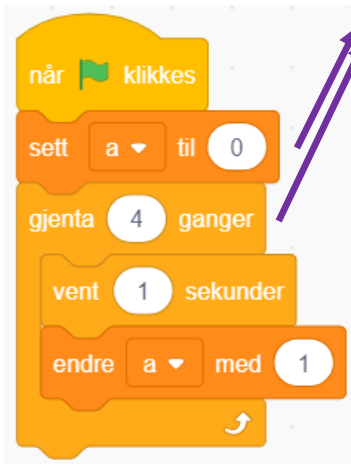 når klikkes
sett a til 0
gjenta 4 ganger
vent 1 sekunder
endre a med 1